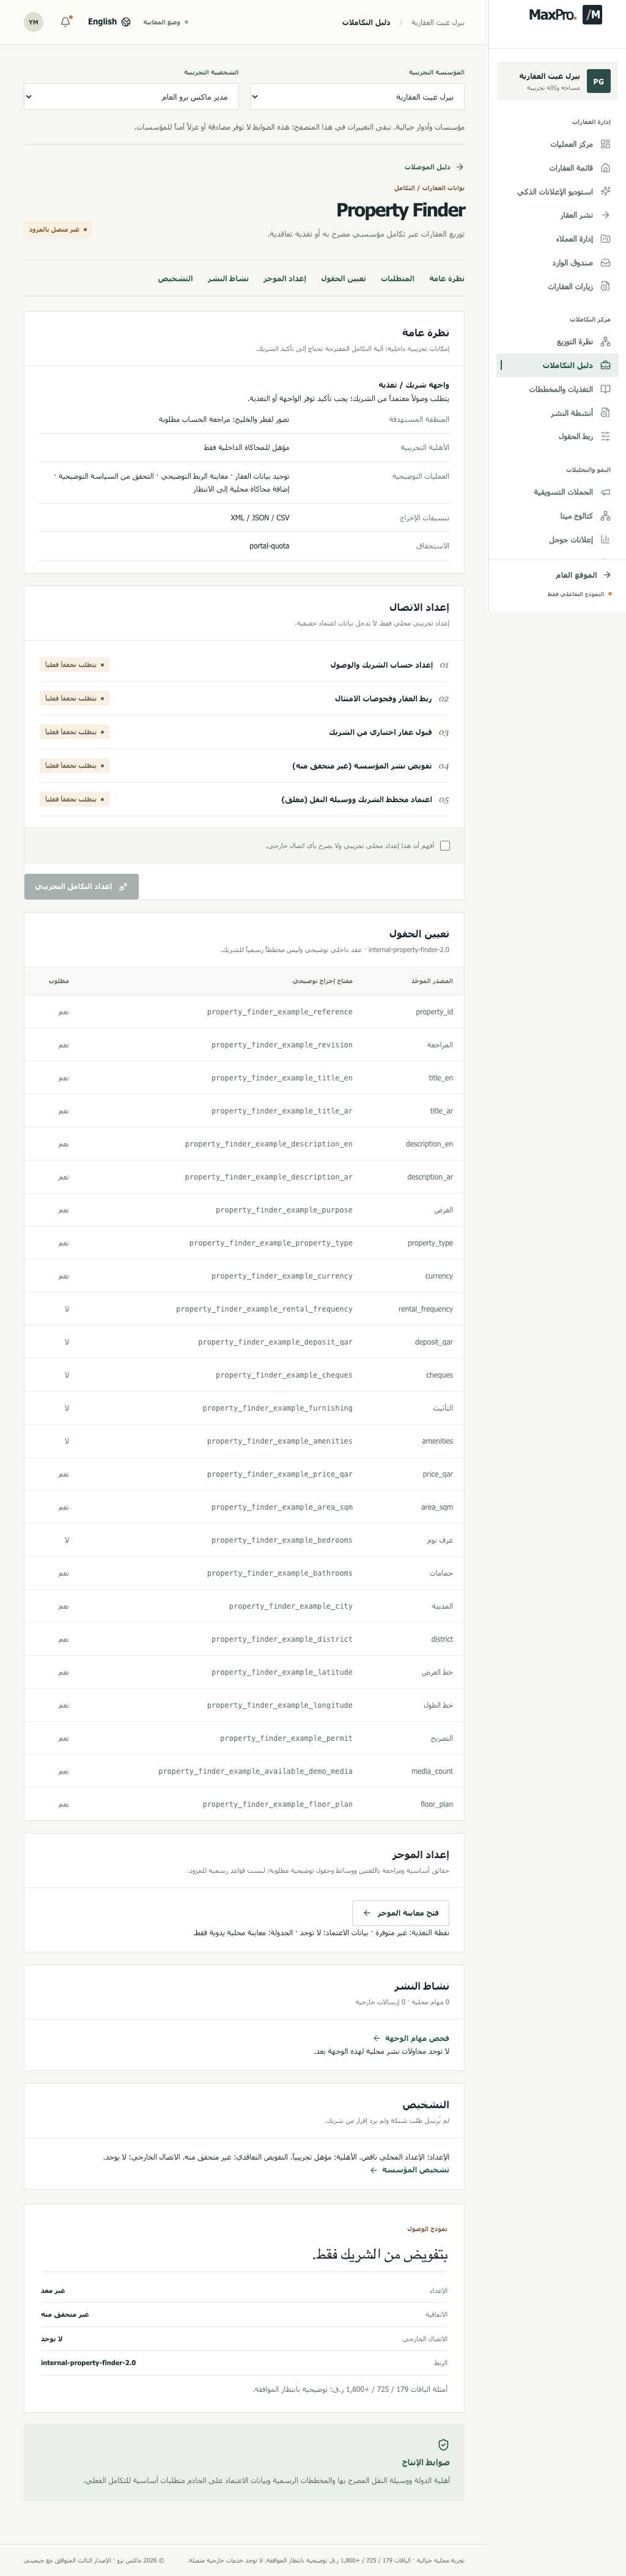 MaxPro.
/M
PG
بيرل غيت العقارية
مساحة وكالة تجريبية
إدارة العقارات
مركز العمليات
قائمة العقارات
استوديو الإعلانات الذكي
نشر العقار
إدارة العملاء
صندوق الوارد
زيارات العقارات
مركز التكاملات
نظرة التوزيع
دليل التكاملات
التغذيات والمخططات
أنشطة النشر
ربط الحقول
النمو والتحليلات
الحملات التسويقية
كتالوج ميتا
إعلانات جوجل
الموقع العام
النموذج التفاعلي فقط
بيرل غيت العقارية / دليل التكاملات
وضع المعاينة
English
YM
المؤسسة التجريبية
بيرل غيت العقارية
الشخصية التجريبية
مدير ماكس برو العام
مؤسسات وأدوار خيالية. تبقى التغييرات في هذا المتصفح؛ هذه الضوابط لا توفر مصادقة أو عزلاً آمناً للمؤسسات.
دليل الموصلات
بوابات العقارات / التكامل
Property Finder
توزيع العقارات عبر تكامل مؤسسي مصرح به أو تغذية تعاقدية.
غير متصل بالمزود
نظرة عامة
المتطلبات
تعيين الحقول
إعداد الموجز
نشاط النشر
التشخيص
نظرة عامة
إمكانات تجريبية داخلية؛ آلية التكامل المقترحة تحتاج إلى تأكيد الشريك.
واجهة شريك / تغذية
يتطلب وصولاً معتمداً من الشريك؛ يجب تأكيد توفر الواجهة أو التغذية.
المنطقة المستهدفة
تصور لقطر والخليج؛ مراجعة الحساب مطلوبة
الأهلية التجريبية
مؤهل للمحاكاة الداخلية فقط
العمليات التوضيحية
توحيد بيانات العقار · معاينة الربط التوضيحي · التحقق من السياسة التوضيحية · إضافة محاكاة محلية إلى الانتظار
تنسيقات الإخراج
XML / JSON / CSV
الاستحقاق
portal-quota
إعداد الاتصال
إعداد تجريبي محلي فقط. لا تدخل بيانات اعتماد حقيقية.
01 إعداد حساب الشريك والوصول
يتطلب تحققاً فعلياً
02 ربط العقار وفحوصات الامتثال
يتطلب تحققاً فعلياً
03 قبول عقار اختباري من الشريك
يتطلب تحققاً فعلياً
04 تفويض نشر المؤسسة (غير متحقق منه)
يتطلب تحققاً فعلياً
05 اعتماد مخطط الشريك ووسيلة النقل (معلق)
يتطلب تحققاً فعلياً
أفهم أن هذا إعداد محلي تجريبي ولا يصرح بأي اتصال خارجي.
إعداد التكامل التجريبي
تعيين الحقول
internal-property-finder-2.0 · عقد داخلي توضيحي وليس مخططاً رسمياً للشريك.
المصدر الموحّد
مفتاح إخراج توضيحي
مطلوب
property_id property_finder_example_reference نعم
المراجعة property_finder_example_revision نعم
title_en property_finder_example_title_en نعم
title_ar property_finder_example_title_ar نعم
description_en property_finder_example_description_en نعم
description_ar property_finder_example_description_ar نعم
الغرض property_finder_example_purpose نعم
property_type property_finder_example_property_type نعم
currency property_finder_example_currency نعم
rental_frequency property_finder_example_rental_frequency لا
deposit_qar property_finder_example_deposit_qar لا
cheques property_finder_example_cheques لا
التأثيث property_finder_example_furnishing لا
amenities property_finder_example_amenities لا
price_qar property_finder_example_price_qar نعم
area_sqm property_finder_example_area_sqm نعم
غرف نوم property_finder_example_bedrooms لا
حمامات property_finder_example_bathrooms نعم
المدينة property_finder_example_city نعم
district property_finder_example_district نعم
خط العرض property_finder_example_latitude نعم
خط الطول property_finder_example_longitude نعم
التصريح property_finder_example_permit نعم
media_count property_finder_example_available_demo_media نعم
floor_plan property_finder_example_floor_plan نعم
إعداد الموجز
حقائق أساسية ومراجعة باللغتين ووسائط وحقول توضيحية مطلوبة؛ ليست قواعد رسمية للمزود.
فتح معاينة الموجز
نقطة التغذية: غير متوفرة · بيانات الاعتماد: لا توجد · الجدولة: معاينة محلية يدوية فقط.
نشاط النشر
0 مهام محلية · 0 إرسالات خارجية
فحص مهام الوجهة
لا توجد محاولات نشر محلية لهذه الوجهة بعد.
التشخيص
لم يُرسل طلب شبكة ولم يرد إقرار من شريك.
الإعداد: الإعداد المحلي ناقص. الأهلية: مؤهل تجريبياً. التفويض التعاقدي: غير متحقق منه. الاتصال الخارجي: لا يوجد.
تشخيص المؤسسة
نموذج الوصول
بتفويض من الشريك فقط.
الإعداد
غير معد
الاتفاقية
غير متحقق منه
الاتصال الخارجي
لا يوجد
الربط
internal-property-finder-2.0
أمثلة الباقات 179 / 725 / +1,800 ر.ق؛ توضيحية بانتظار الموافقة.
ضوابط الإنتاج
أهلية الدولة ووسيلة النقل المصرح بها والمخططات الرسمية وبيانات الاعتماد على الخادم متطلبات أساسية للتكامل الفعلي.
تجربة محلية خيالية · الباقات 179 / 725 / +1,800 ر.ق توضيحية بانتظار الموافقة. لا توجد خدمات خارجية متصلة.
© 2026 ماكس برو · الإصدار الثالث المتوافق مع جيميني